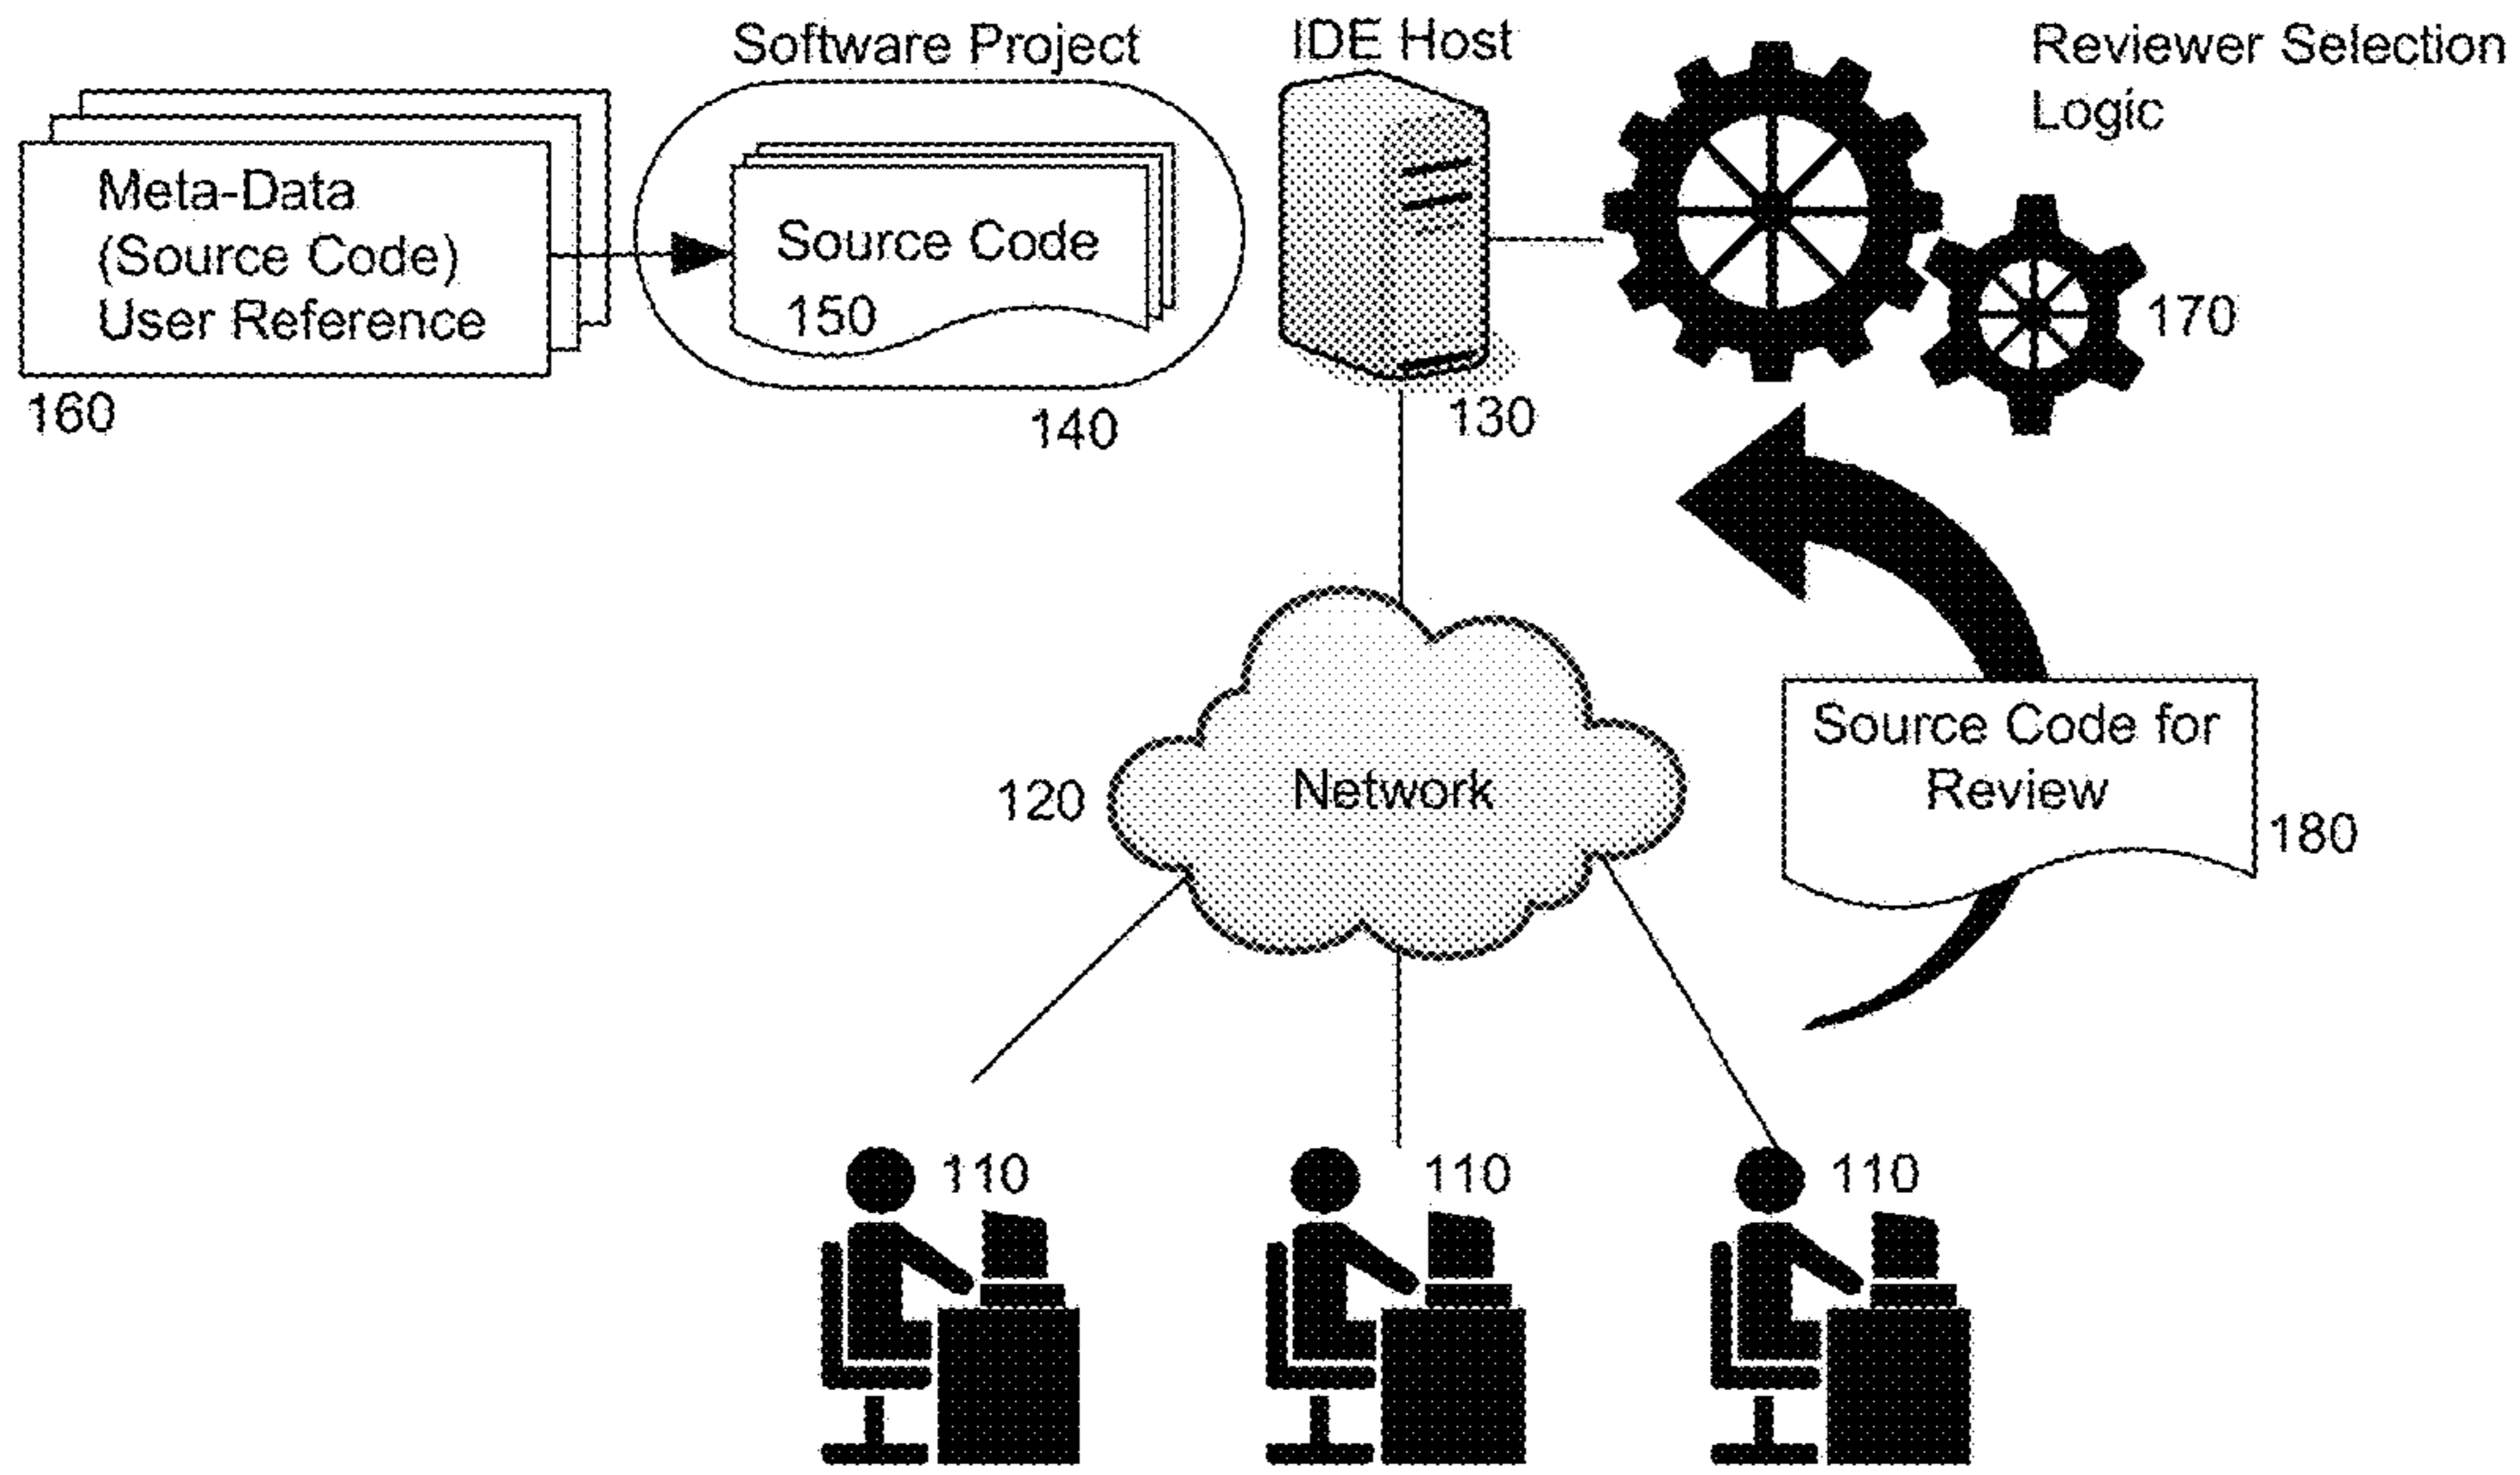 Software Project
IDE Host
Reviewer Selection
Logic
Meta-Data
(Source Code)
User Reference
Source Code
150
160
140
130
170
Network
120
Source Code for
Review
180
110
110
110